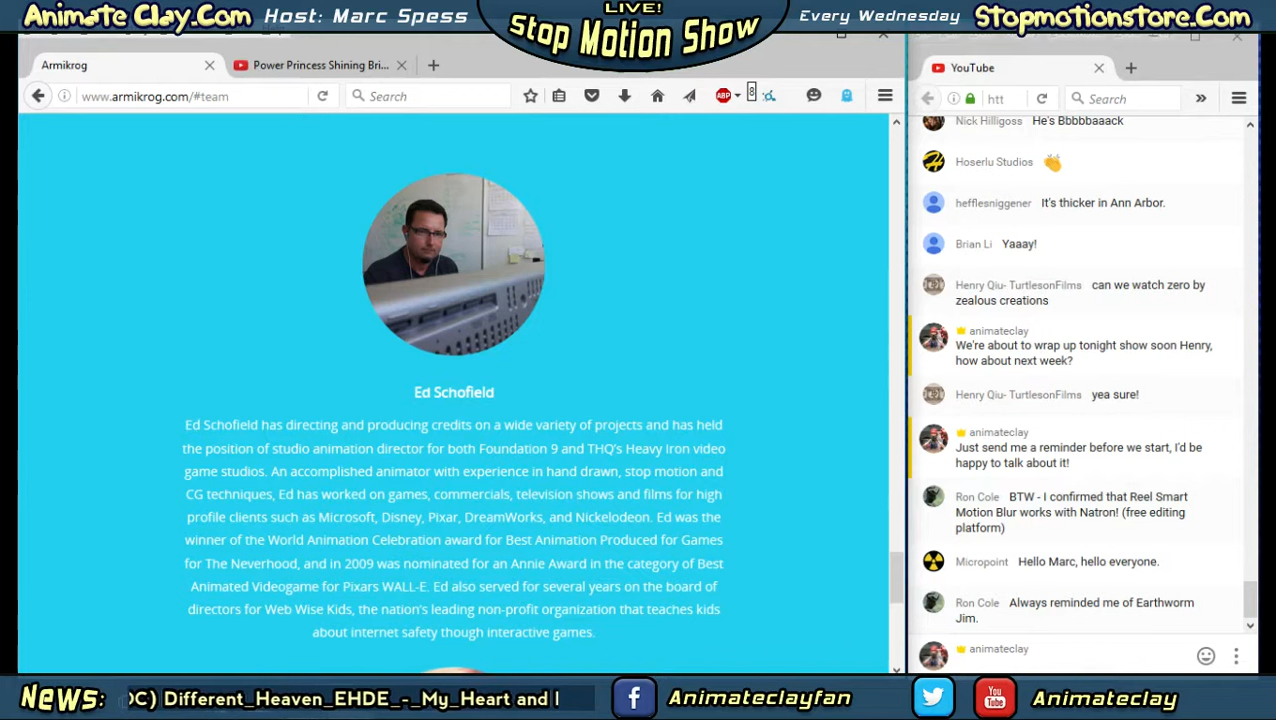 Animate Clay.Com
Host: Marc Spess
LIVE!
Stop Motion Show
Every Wednesday
Stopmotionstore.Com
Armikrog
Power Princess Shining Bri...
www.armikrog.com/#team
Search
ABP
8
Ed Schofield
Ed Schofield has directing and producing credits on a wide variety of projects and has held
the position of studio animation director for both Foundation 9 and THQ's Heavy Iron video
game studios. An accomplished animator with experience in hand drawn, stop motion and
CG techniques, Ed has worked on games, commercials, television shows and films for high
profile clients such as Microsoft, Disney, Pixar, DreamWorks, and Nickelodeon. Ed was the
winner of the World Animation Celebration award for Best Animation Produced for Games
for The Neverhood, and in 2009 was nominated for an Annie Award in the category of Best
Animated Videogame for Pixars WALL-E. Ed also served for several years on the board of
directors for Web Wise Kids, the nation's leading non-profit organization that teaches kids
about internet safety though interactive games.
YouTube
htt
Search
Nick Hilligoss He's Bbbbbaaack
Hoserlu Studios
hefflesniggener It's thicker in Ann Arbor.
Brian Li Yaaay!
Henry Qiu- TurtlesonFilms can we watch zero by
zealous creations
animateclay
We're about to wrap up tonight show soon Henry,
how about next week?
Henry Qiu- TurtlesonFilms yea sure!
animateclay
Just send me a reminder before we start, I'd be
happy to talk about it!
Ron Cole BTW - I confirmed that Reel Smart
Motion Blur works with Natron! (free editing
platform)
Micropoint Hello Marc, hello everyone.
Ron Cole Always reminded me of Earthworm
Jim.
animateclay
News:
OC) Different_Heaven_EHDE_-_My_Heart and I
Animateclayfan
You Tube
Animateclay